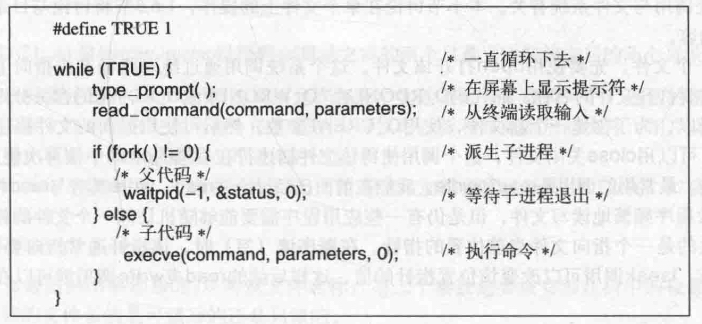 #define TRUE 1
while (TRUE) { /* 一直循环下去 */
type_prompt( ); /* 在屏幕上显示提示符 */
read_command(command, parameters); /* 从终端读取输入 */
if (fork( ) != 0) { /* 派生子进程 */
/* 父代码 */
waitpid(-1, &status, 0); /* 等待子进程退出 */
} else {
/* 子代码 */
execve(command, parameters, 0); /* 执行命令 */
}
}